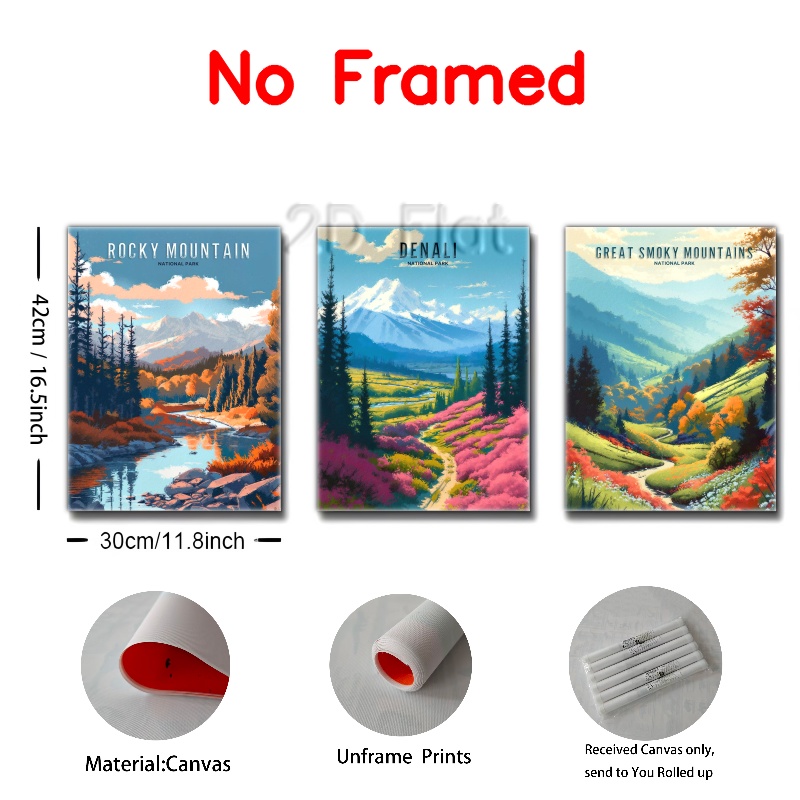 No Framed
2D Flat
ROCKY MOUNTAIN
NATIONAL PARK
DENALI
NATIONAL PARK
GREAT SMOKY MOUNTAINS
NATIONAL PARK
42cm / 16.5inch
30cm/11.8inch
Material:Canvas
Unframe Prints
Received Canvas only,
send to You Rolled up